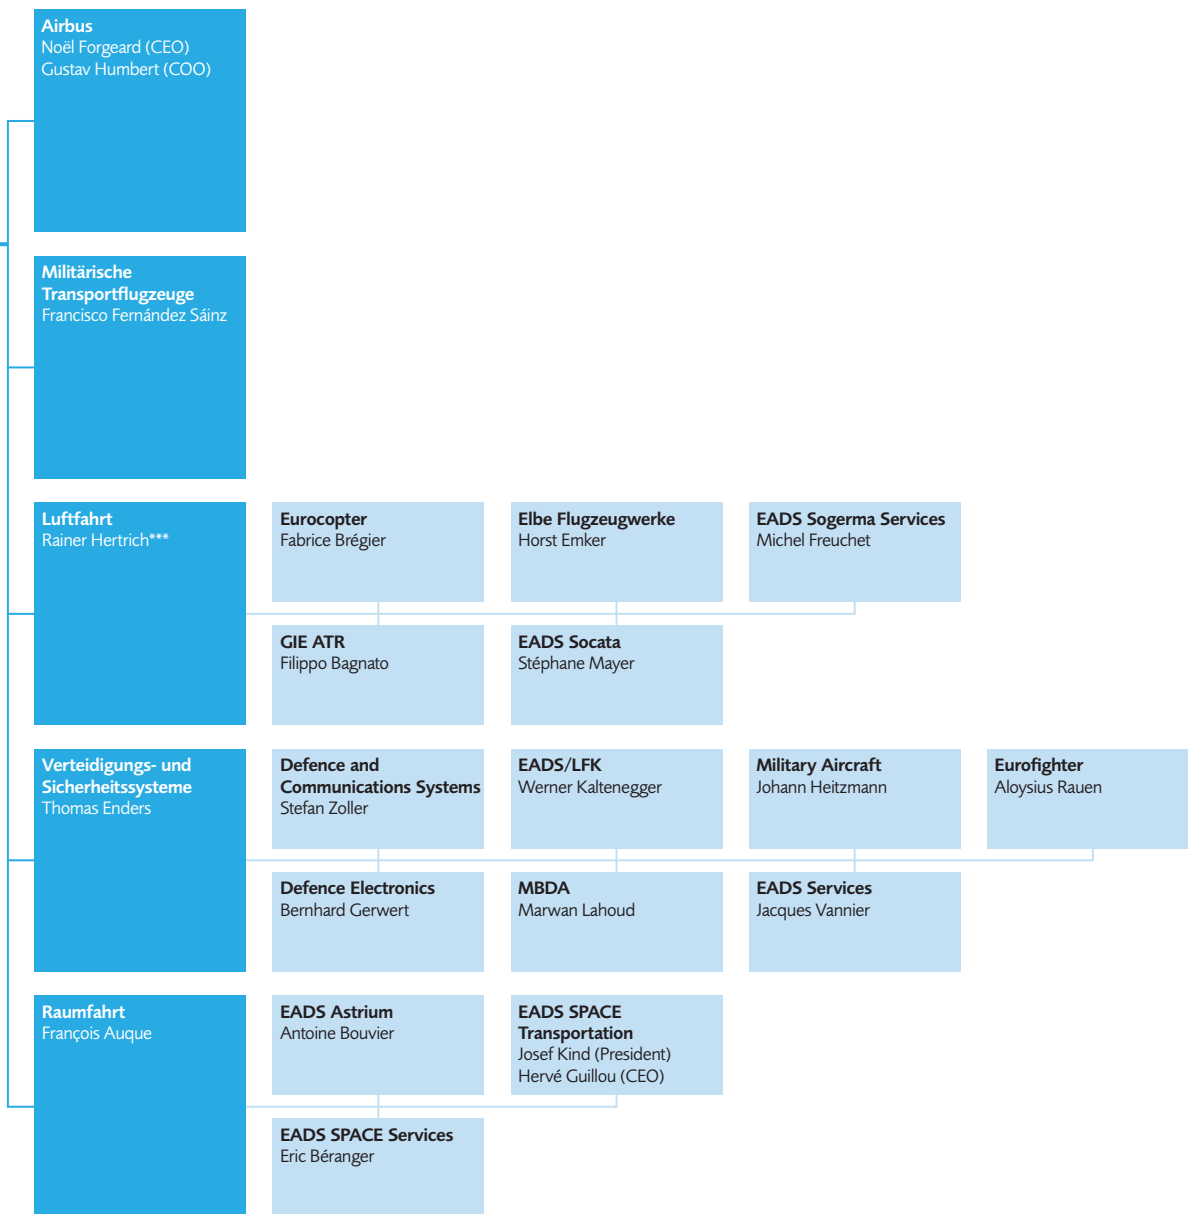 Airbus
Noël Forgeard (CEO)
Gustav Humbert (COO)
Militärische
Transportflugzeuge
Francisco Fernández Sáinz
Luftfahrt
Rainer Hertrich***
Eurocopter
Fabrice Brégier
Elbe Flugzeugwerke
Horst Emker
EADS Sogerma Services
Michel Freuchet
GIE ATR
Filippo Bagnato
EADS Socata
Stéphane Mayer
Verteidigungs- und
Sicherheitssysteme
Thomas Enders
Defence and
Communications Systems
Stefan Zoller
EADS/LFK
Werner Kaltenegger
Military Aircraft
Johann Heitzmann
Eurofighter
Aloysius Rauen
Defence Electronics
Bernhard Gerwert
MBDA
Marwan Lahoud
EADS Services
Jacques Vannier
Raumfahrt
François Auque
EADS Astrium
Antoine Bouvier
EADS SPACE
Transportation
Josef Kind (President)
Hervé Guillou (CEO)
EADS SPACE Services
Eric Béranger